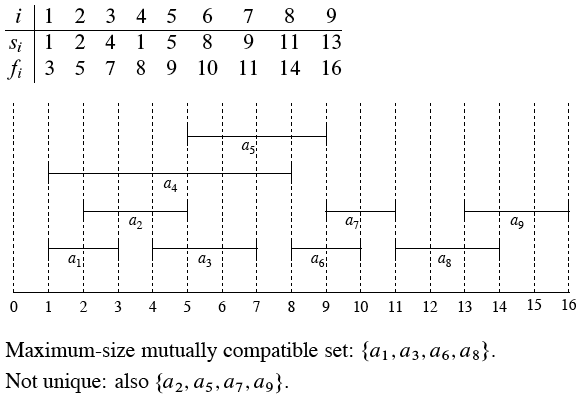 i 1 2 3 4 5 6 7 8 9
sᵢ 1 2 4 1 5 8 9 11 13
fᵢ 3 5 7 8 9 10 11 14 16
a₅
a₄
a₂ a₇ a₉
a₁ a₃ a₆ a₈
0 1 2 3 4 5 6 7 8 9 10 11 12 13 14 15 16
Maximum-size mutually compatible set: {a₁, a₃, a₆, a₈}.
Not unique: also {a₂, a₅, a₇, a₉}.